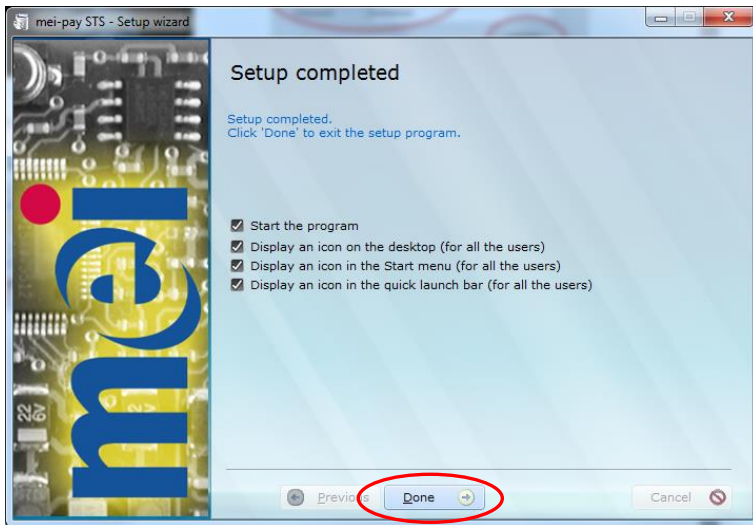 mei-pay STS - Setup wizard
Setup completed
Setup completed.
Click 'Done' to exit the setup program.
Start the program
Display an icon on the desktop (for all the users)
Display an icon in the Start menu (for all the users)
Display an icon in the quick launch bar (for all the users)
mei
22
6V
Previous
Done
Cancel